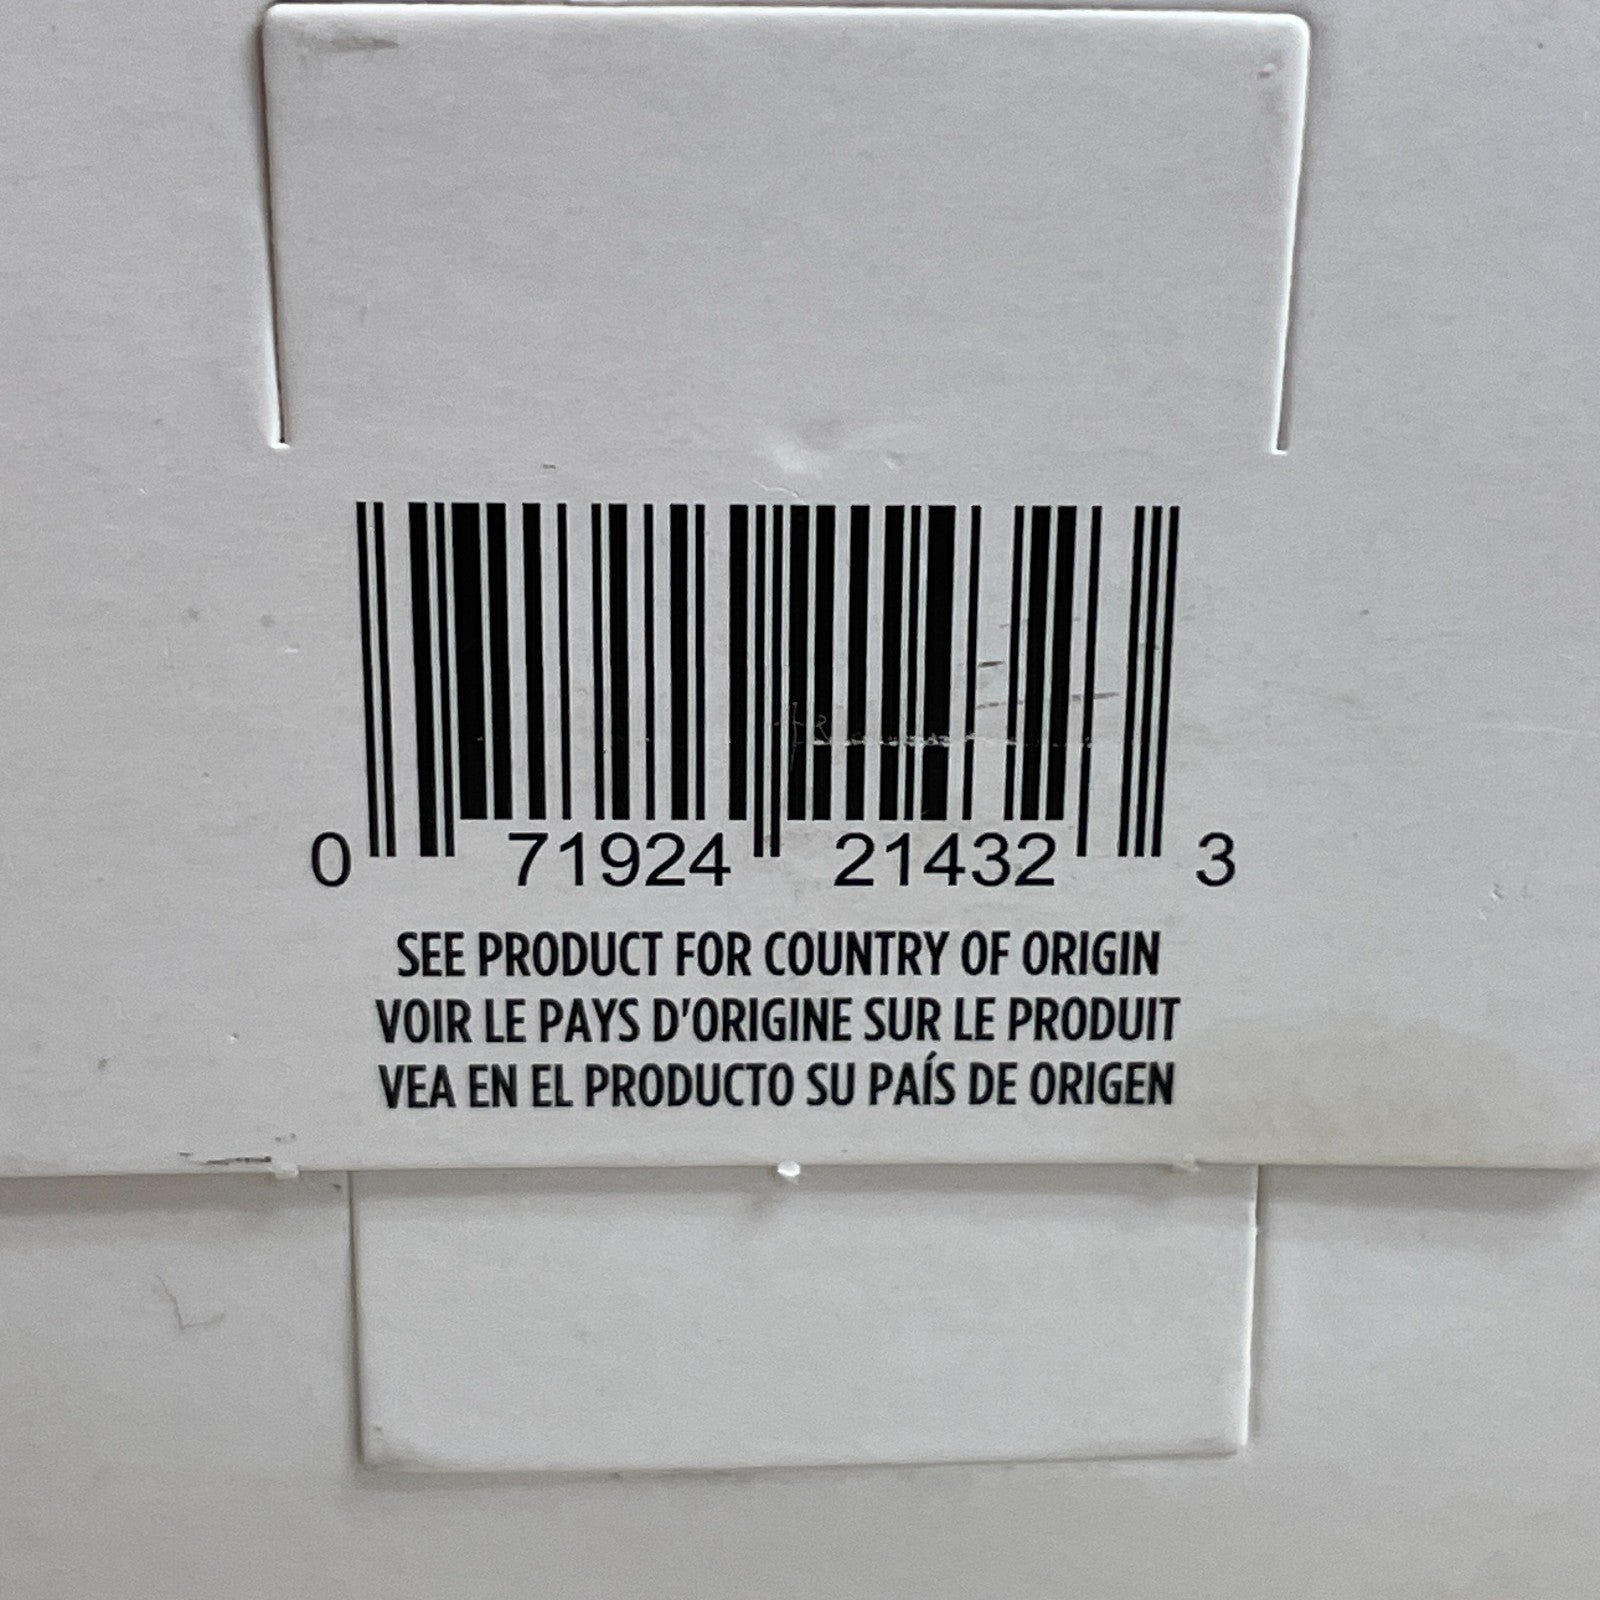 0 71924 21432 3
SEE PRODUCT FOR COUNTRY OF ORIGIN
VOIR LE PAYS D'ORIGINE SUR LE PRODUIT
VEA EN EL PRODUCTO SU PAÍS DE ORIGEN